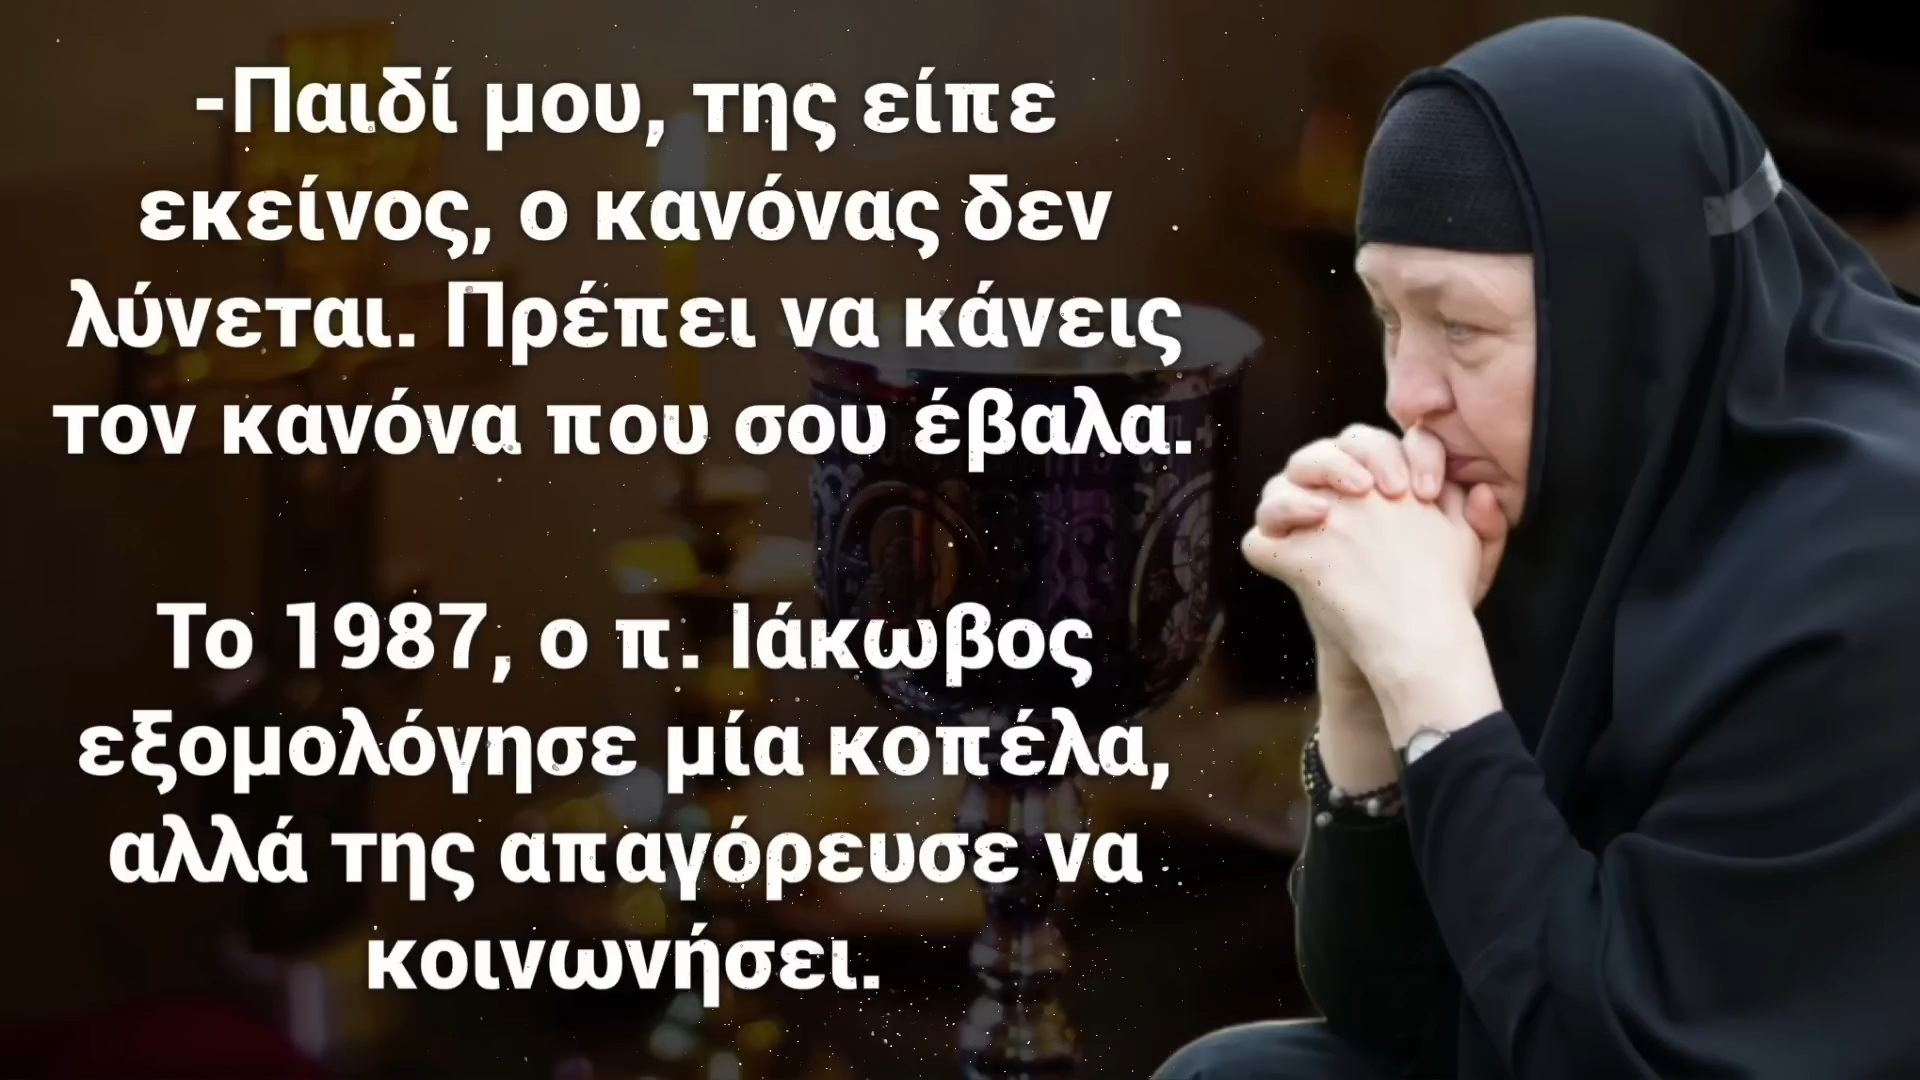 -Παιδί μου, της είπε
εκείνος, ο κανόνας δεν
λύνεται. Πρέπει να κάνεις
τον κανόνα που σου έβαλα.
Το 1987, ο π. Ιάκωβος
εξομολόγησε μία κοπέλα,
αλλά της απαγόρευσε να
κοινωνήσει.